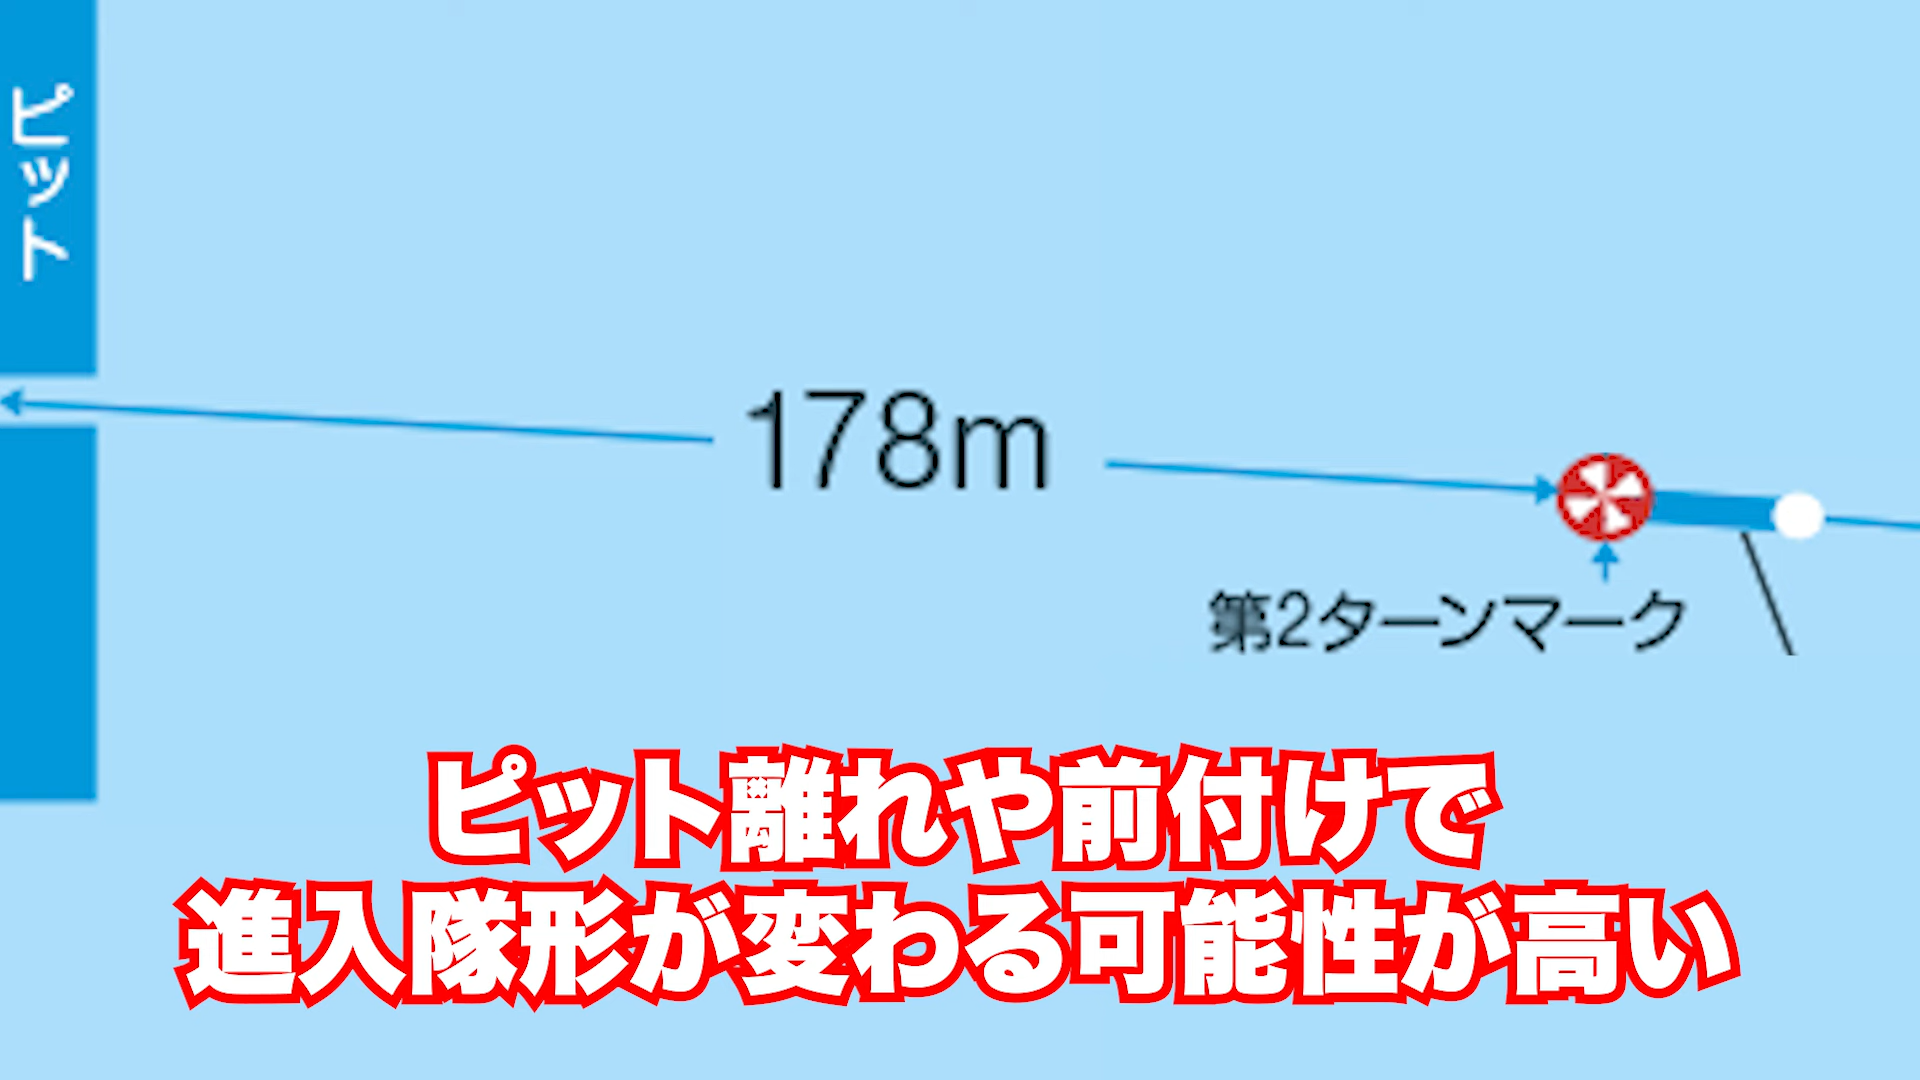 ピット
178m
第2ターンマーク
ピット離れや前付けで
進入隊形が変わる可能性が高い